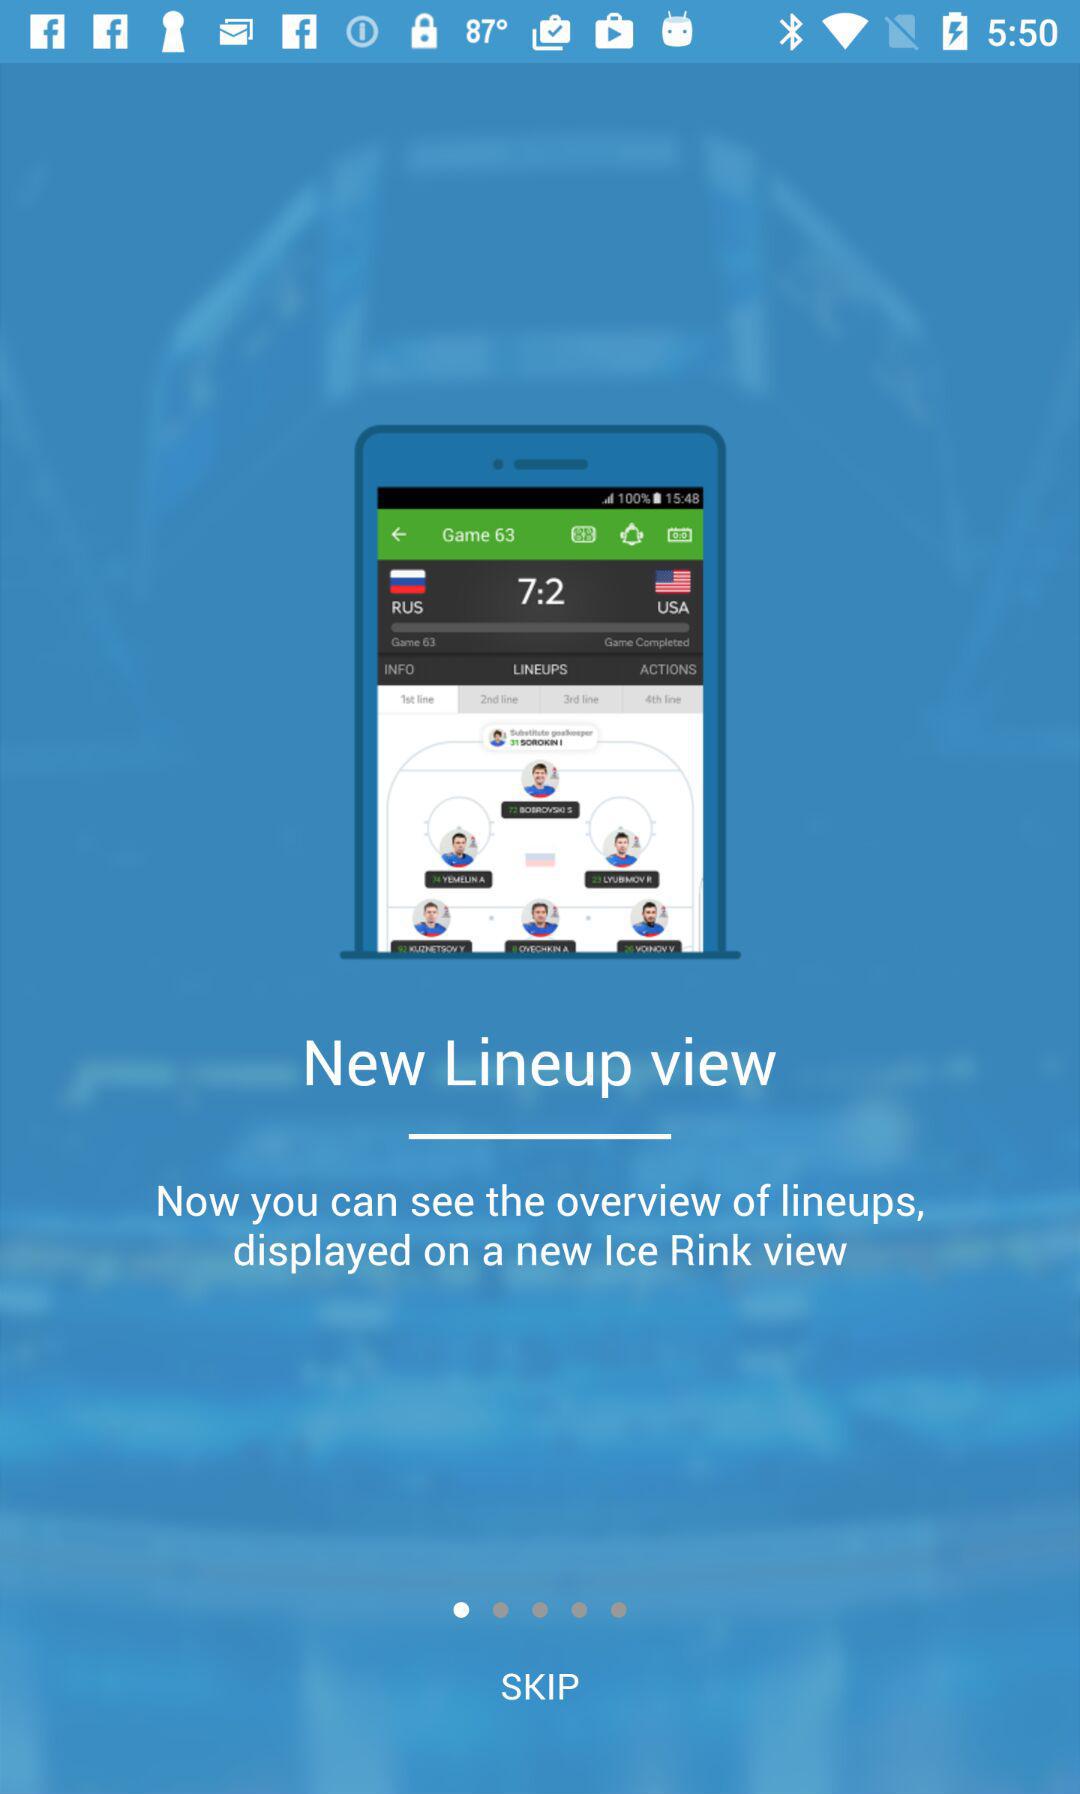 87° 5:50
100% 15:48
Game 63
7:2
RUS USA
Game 63 Game Completed
INFO LINEUPS ACTIONS
1st line 2nd line 3rd line 4th line
Substitute goalkeeper
31 SOROKIN I
72 BOBROVSKI S
74 YEMELIN A 23 LYUBIMOV R
92 KUZNETSOV Y 8 OVECHKIN A 26 VOINOV V
New Lineup view
Now you can see the overview of lineups,
displayed on a new Ice Rink view
SKIP